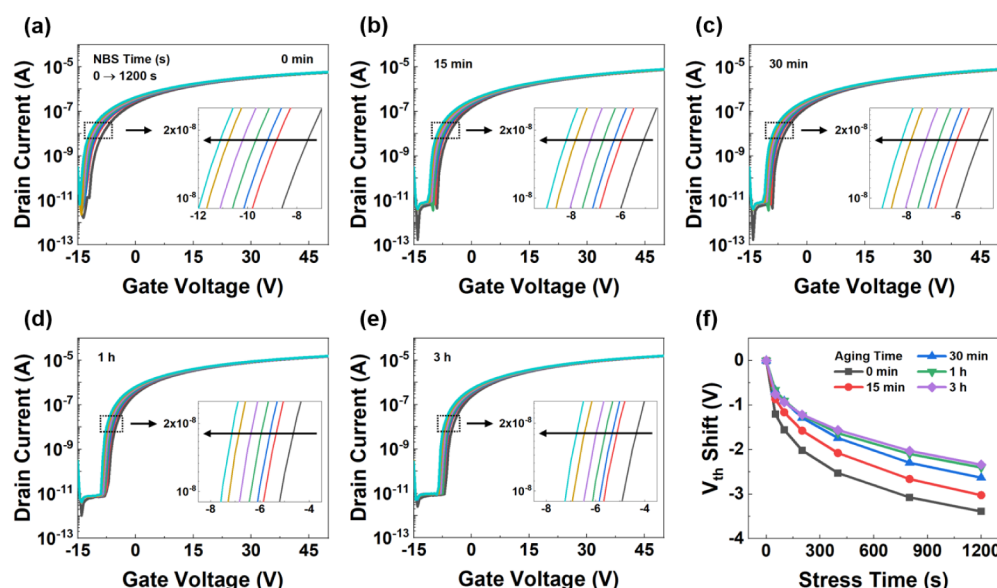 (a)
NBS Time (s)
0 → 1200 s
0 min
Drain Current (A)
10⁻⁵
10⁻⁷
10⁻⁹
10⁻¹¹
10⁻¹³
-15 0 15 30 45
Gate Voltage (V)
2x10⁻⁸
10⁻⁸
-12 -10 -8
(b)
15 min
Drain Current (A)
10⁻⁵
10⁻⁷
10⁻⁹
10⁻¹¹
10⁻¹³
-15 0 15 30 45
Gate Voltage (V)
2x10⁻⁸
10⁻⁸
-8 -6
(c)
30 min
Drain Current (A)
10⁻⁵
10⁻⁷
10⁻⁹
10⁻¹¹
10⁻¹³
-15 0 15 30 45
Gate Voltage (V)
2x10⁻⁸
10⁻⁸
-8 -6
(d)
1 h
Drain Current (A)
10⁻⁵
10⁻⁷
10⁻⁹
10⁻¹¹
10⁻¹³
-15 0 15 30 45
Gate Voltage (V)
2x10⁻⁸
10⁻⁸
-8 -6 -4
(e)
3 h
Drain Current (A)
10⁻⁵
10⁻⁷
10⁻⁹
10⁻¹¹
10⁻¹³
-15 0 15 30 45
Gate Voltage (V)
2x10⁻⁸
10⁻⁸
-8 -6 -4
(f)
Aging Time
0 min
15 min
30 min
1 h
3 h
Vth Shift (V)
0
-1
-2
-3
-4
0 300 600 900 1200
Stress Time (s)